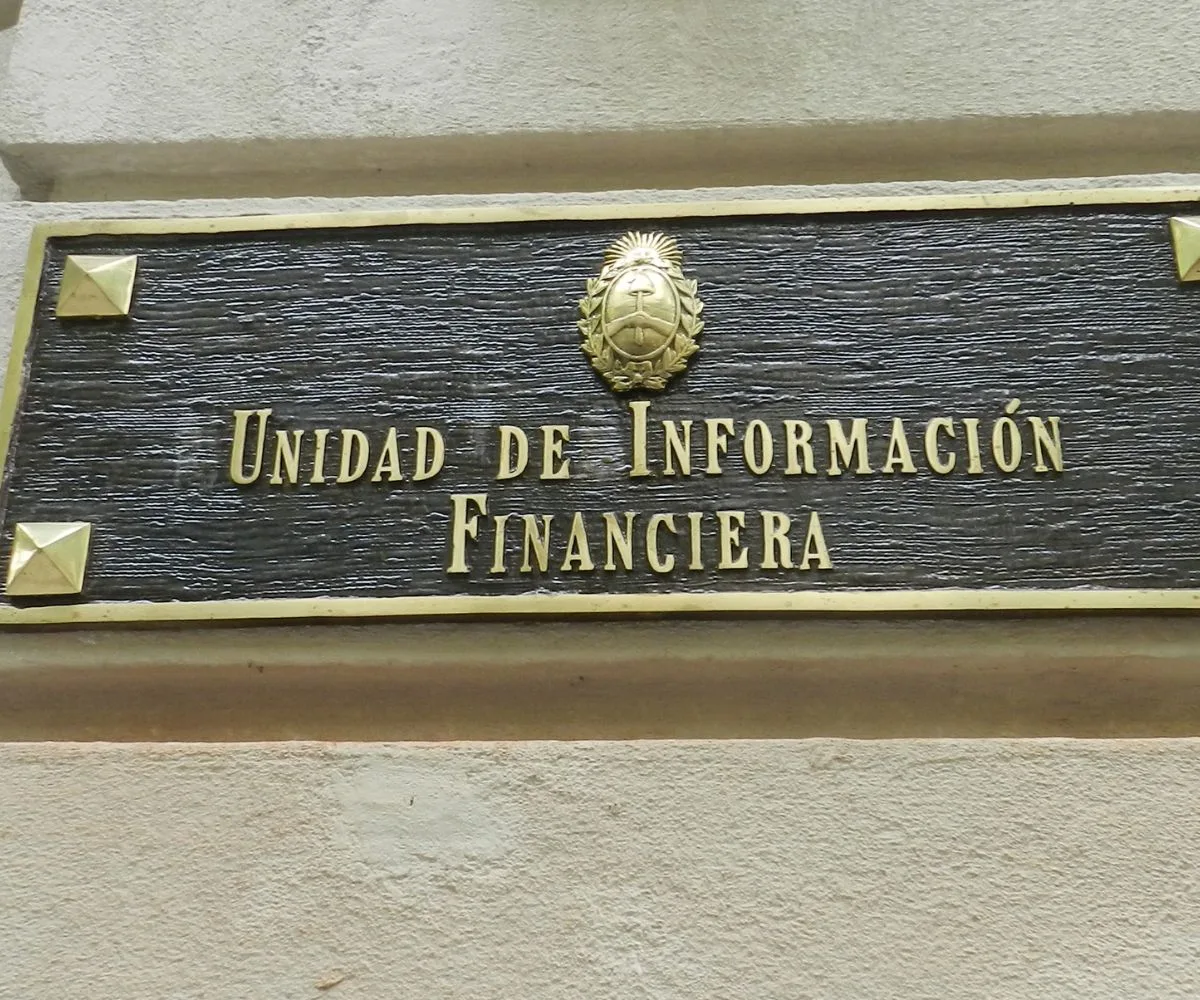 Unidad de Información
Financiera